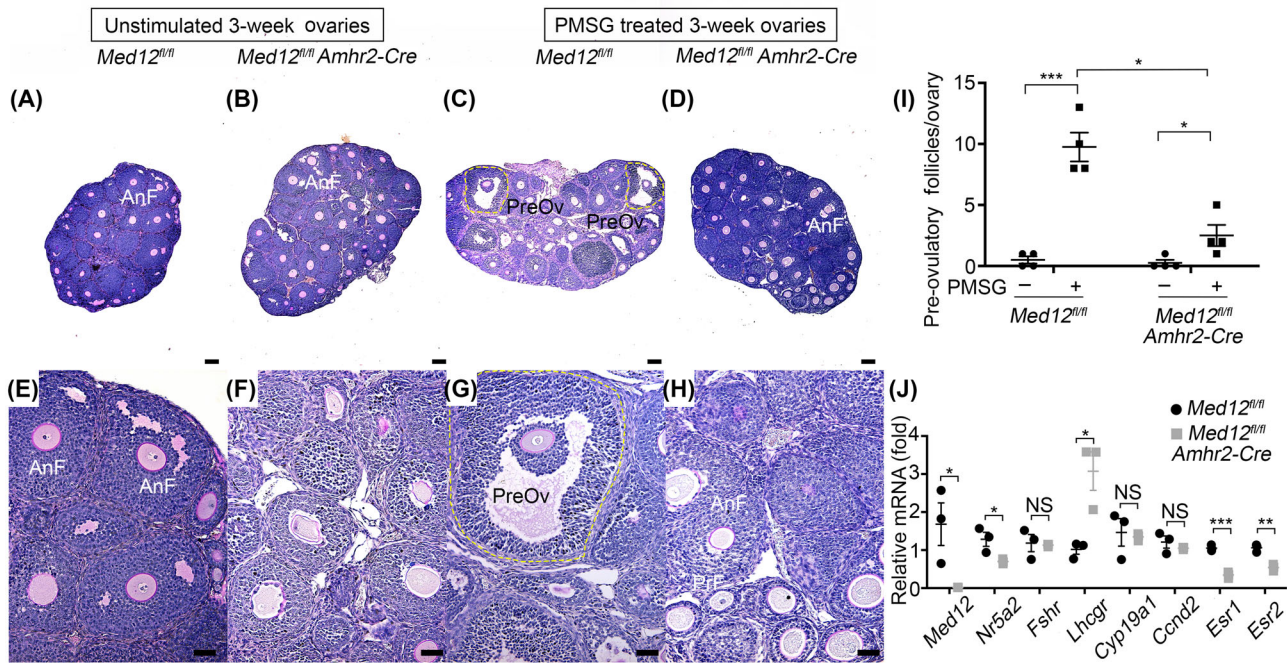 Unstimulated 3-week ovaries
PMSG treated 3-week ovaries
Med12fl/fl
Med12fl/fl Amhr2-Cre
Med12fl/fl
Med12fl/fl Amhr2-Cre
(A)
AnF
(B)
AnF
(C)
PreOv
PreOv
(D)
AnF
(E)
AnF
AnF
(F)
(G)
PreOv
(H)
AnF
PrF
(I)
Pre-ovulatory follicles/ovary
15
10
5
0
***
*
*
PMSG
−
+
−
+
Med12fl/fl
Med12fl/fl
Amhr2-Cre
(J)
Med12fl/fl
Med12fl/fl
Amhr2-Cre
Relative mRNA (fold)
4
3
2
1
0
*
*
NS
*
NS
NS
***
**
Med12
Nr5a2
Fshr
Lhcgr
Cyp19a1
Ccnd2
Esr1
Esr2